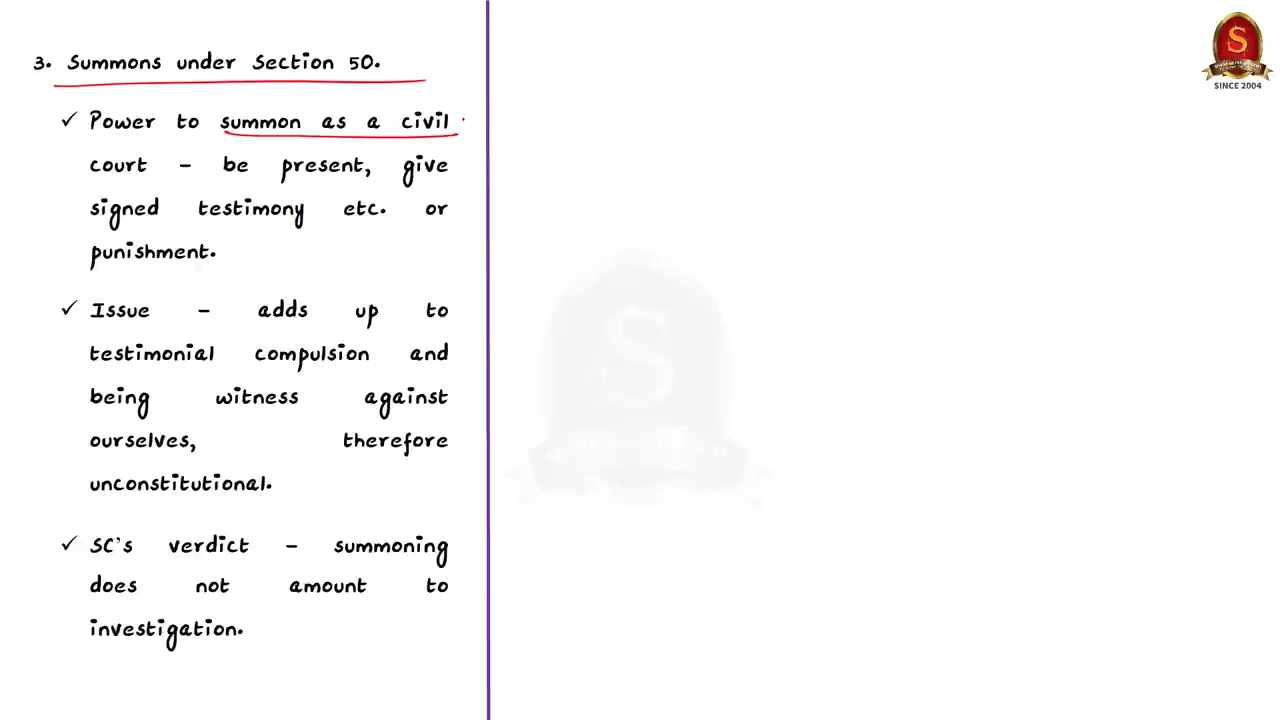 3. Summons under Section 50.
✓ Power to summon as a civil
court - be present, give
signed testimony etc. or
punishment.
✓ Issue - adds up to
testimonial compulsion and
being witness against
ourselves, therefore
unconstitutional.
✓ SC's verdict - summoning
does not amount to
investigation.
S
SINCE 2004
S